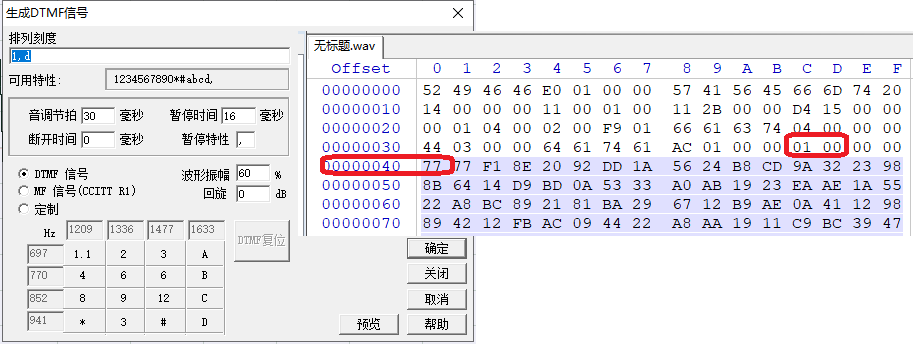 生成DTMF信号
排列刻度
1,d
可用特性: 1234567890*#abcd,
音调节拍 30 毫秒 暂停时间 16 毫秒
断开时间 0 毫秒 暂停特性 ,
DTMF 信号 波形振幅 60 %
MF 信号(CCITT R1) 回旋 0 dB
定制
Hz 1209 1336 1477 1633
697 1.1 2 3 A
770 4 6 6 B
852 8 9 12 C
941 * 3 # D
DTMF复位
确定
关闭
取消
预览 帮助
无标题.wav
Offset 0 1 2 3 4 5 6 7 8 9 A B C D E F
00000000 52 49 46 46 E0 01 00 00 57 41 56 45 66 6D 74 20
00000010 14 00 00 00 11 00 01 00 11 2B 00 00 D4 15 00 00
00000020 00 01 04 00 02 00 F9 01 66 61 63 74 04 00 00 00
00000030 44 03 00 00 64 61 74 61 AC 01 00 00 01 00 00 00
00000040 77 77 F1 8E 20 92 DD 1A 56 24 B8 CD 9A 32 23 98
00000050 8B 64 14 D9 BD 0A 53 33 A0 AB 19 23 EA AE 1A 55
00000060 22 A8 BC 89 21 81 BA 29 67 12 B9 AE 0A 41 12 98
00000070 89 42 12 FB AC 09 44 22 A8 AA 19 11 C9 BC 39 47